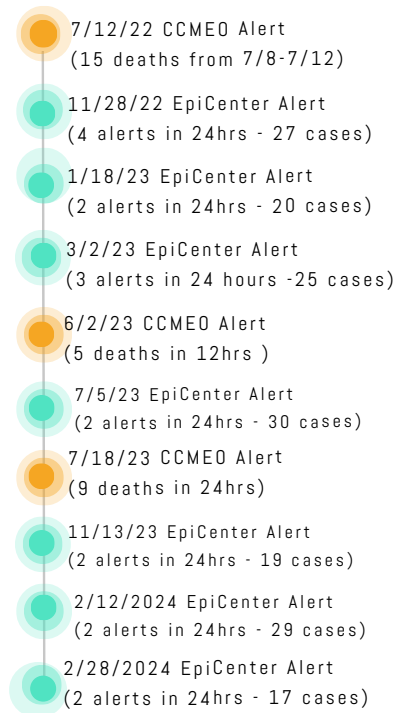 7/12/22 CCMEO Alert
(15 deaths from 7/8-7/12)
11/28/22 EpiCenter Alert
(4 alerts in 24hrs - 27 cases)
1/18/23 EpiCenter Alert
(2 alerts in 24hrs - 20 cases)
3/2/23 EpiCenter Alert
(3 alerts in 24 hours -25 cases)
6/2/23 CCMEO Alert
(5 deaths in 12hrs )
7/5/23 EpiCenter Alert
(2 alerts in 24hrs - 30 cases)
7/18/23 CCMEO Alert
(9 deaths in 24hrs)
11/13/23 EpiCenter Alert
(2 alerts in 24hrs - 19 cases)
2/12/2024 EpiCenter Alert
(2 alerts in 24hrs - 29 cases)
2/28/2024 EpiCenter Alert
(2 alerts in 24hrs - 17 cases)